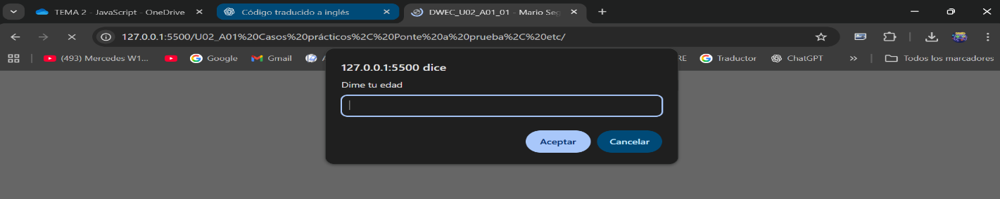 TEMA 2 - JavaScript - OneDrive
Código traducido a inglés
DWEC_U02_A01_01 - Mario Seg
127.0.0.1:5500/U02_A01%20Casos%20prácticos%2C%20Ponte%20a%20prueba%2C%20etc/
(493) Mercedes W1... Google Gmail RE Traductor ChatGPT » Todos los marcadores
127.0.0.1:5500 dice
Dime tu edad
Aceptar Cancelar